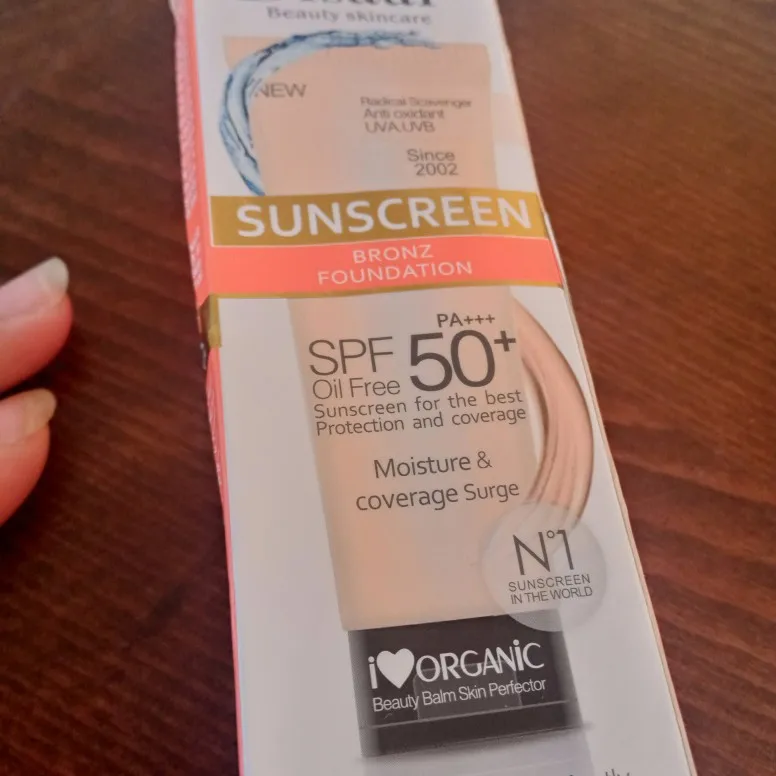 Beauty skincare
NEW
Radical Scavenger
Anti oxidant
UVA.UVB
Since
2002
SUNSCREEN
BRONZ
FOUNDATION
PA+++
SPF 50+
Oil Free
Sunscreen for the best
Protection and coverage
Moisture &
coverage Surge
N°1
SUNSCREEN
IN THE WORLD
i♥ORGANiC
Beauty Balm Skin Perfector